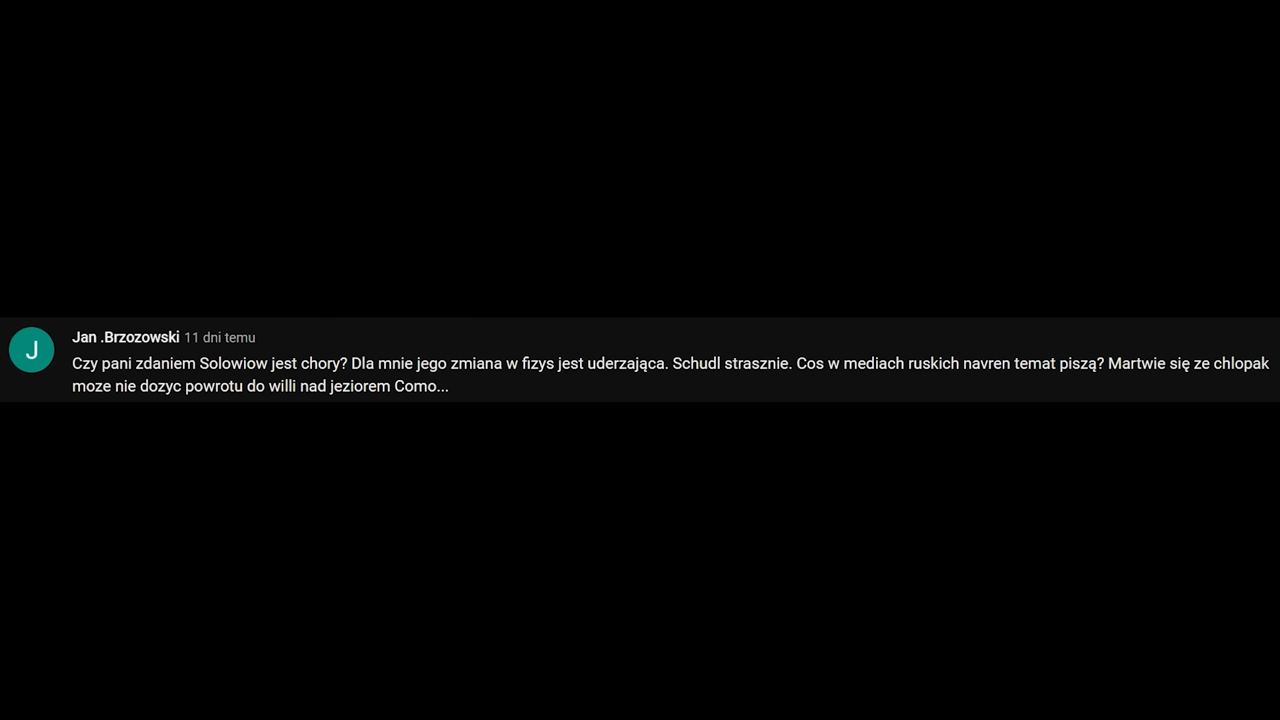 J
Jan .Brzozowski 11 dni temu
Czy pani zdaniem Solowiow jest chory? Dla mnie jego zmiana w fizys jest uderzająca. Schudl strasznie. Cos w mediach ruskich navren temat piszą? Martwie się ze chlopak
moze nie dozyc powrotu do willi nad jeziorem Como...